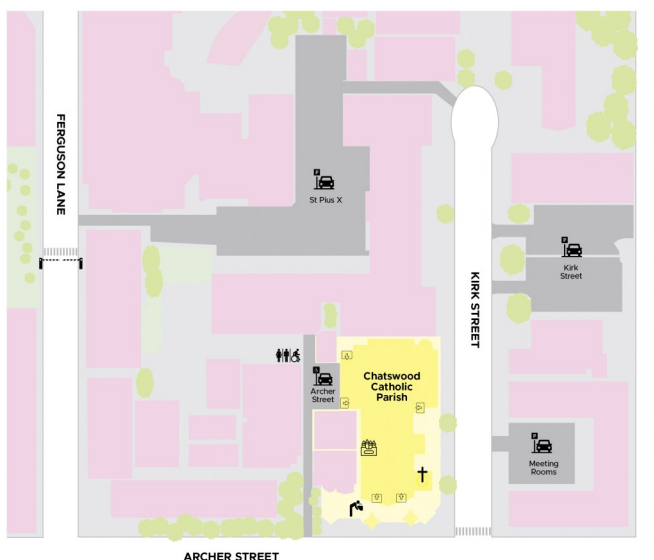 FERGUSON LANE
P
St Pius X
KIRK STREET
P
Kirk
Street
Archer
Street
Chatswood
Catholic
Parish
P
Meeting
Rooms
ARCHER STREET